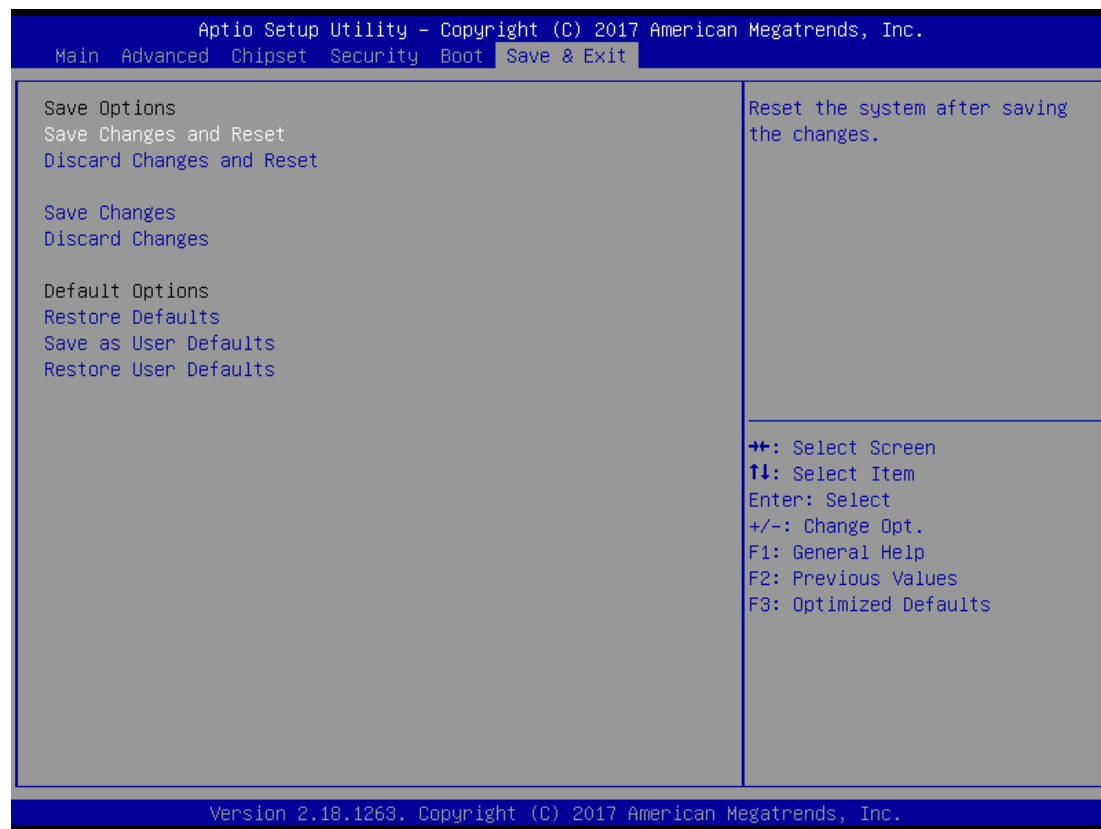 Aptio Setup Utility – Copyright (C) 2017 American Megatrends, Inc.
Main Advanced Chipset Security Boot Save & Exit
Save Options
Save Changes and Reset
Discard Changes and Reset
Save Changes
Discard Changes
Default Options
Restore Defaults
Save as User Defaults
Restore User Defaults
Reset the system after saving
the changes.
→←: Select Screen
↑↓: Select Item
Enter: Select
+/-: Change Opt.
F1: General Help
F2: Previous Values
F3: Optimized Defaults
Version 2.18.1263. Copyright (C) 2017 American Megatrends, Inc.